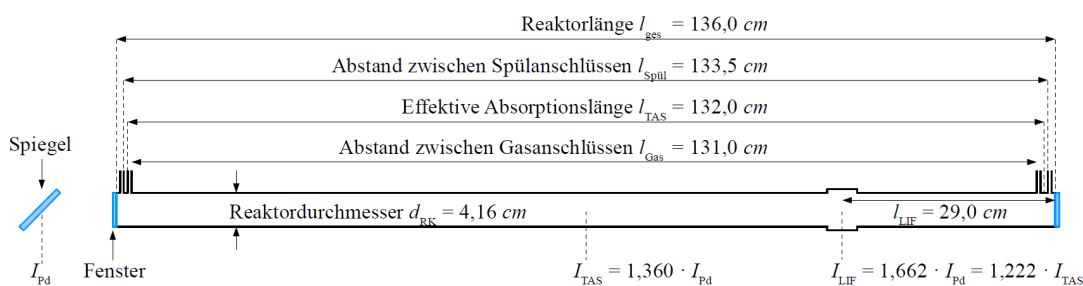 Reaktorlänge l_ges = 136,0 cm
Abstand zwischen Spülanschlüssen l_Spül = 133,5 cm
Effektive Absorptionslänge l_TAS = 132,0 cm
Abstand zwischen Gasanschlüssen l_Gas = 131,0 cm
Spiegel
Reaktordurchmesser d_RK = 4,16 cm
l_LIF = 29,0 cm
I_Pd
Fenster
I_TAS = 1,360 · I_Pd
I_LIF = 1,662 · I_Pd = 1,222 · I_TAS